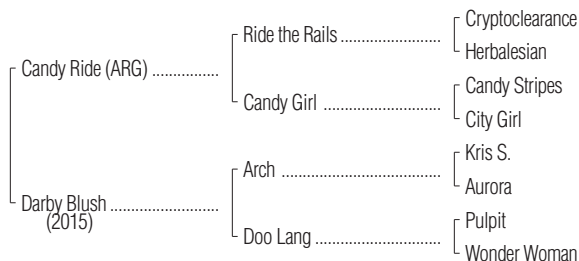 Cryptoclearance
Ride the Rails ....................
Herbalesian
Candy Ride (ARG) ................
Candy Stripes
Candy Girl ............................
City Girl
Kris S.
Arch ......................................
Aurora
Darby Blush ..........................
(2015)
Pulpit
Doo Lang ..............................
Wonder Woman